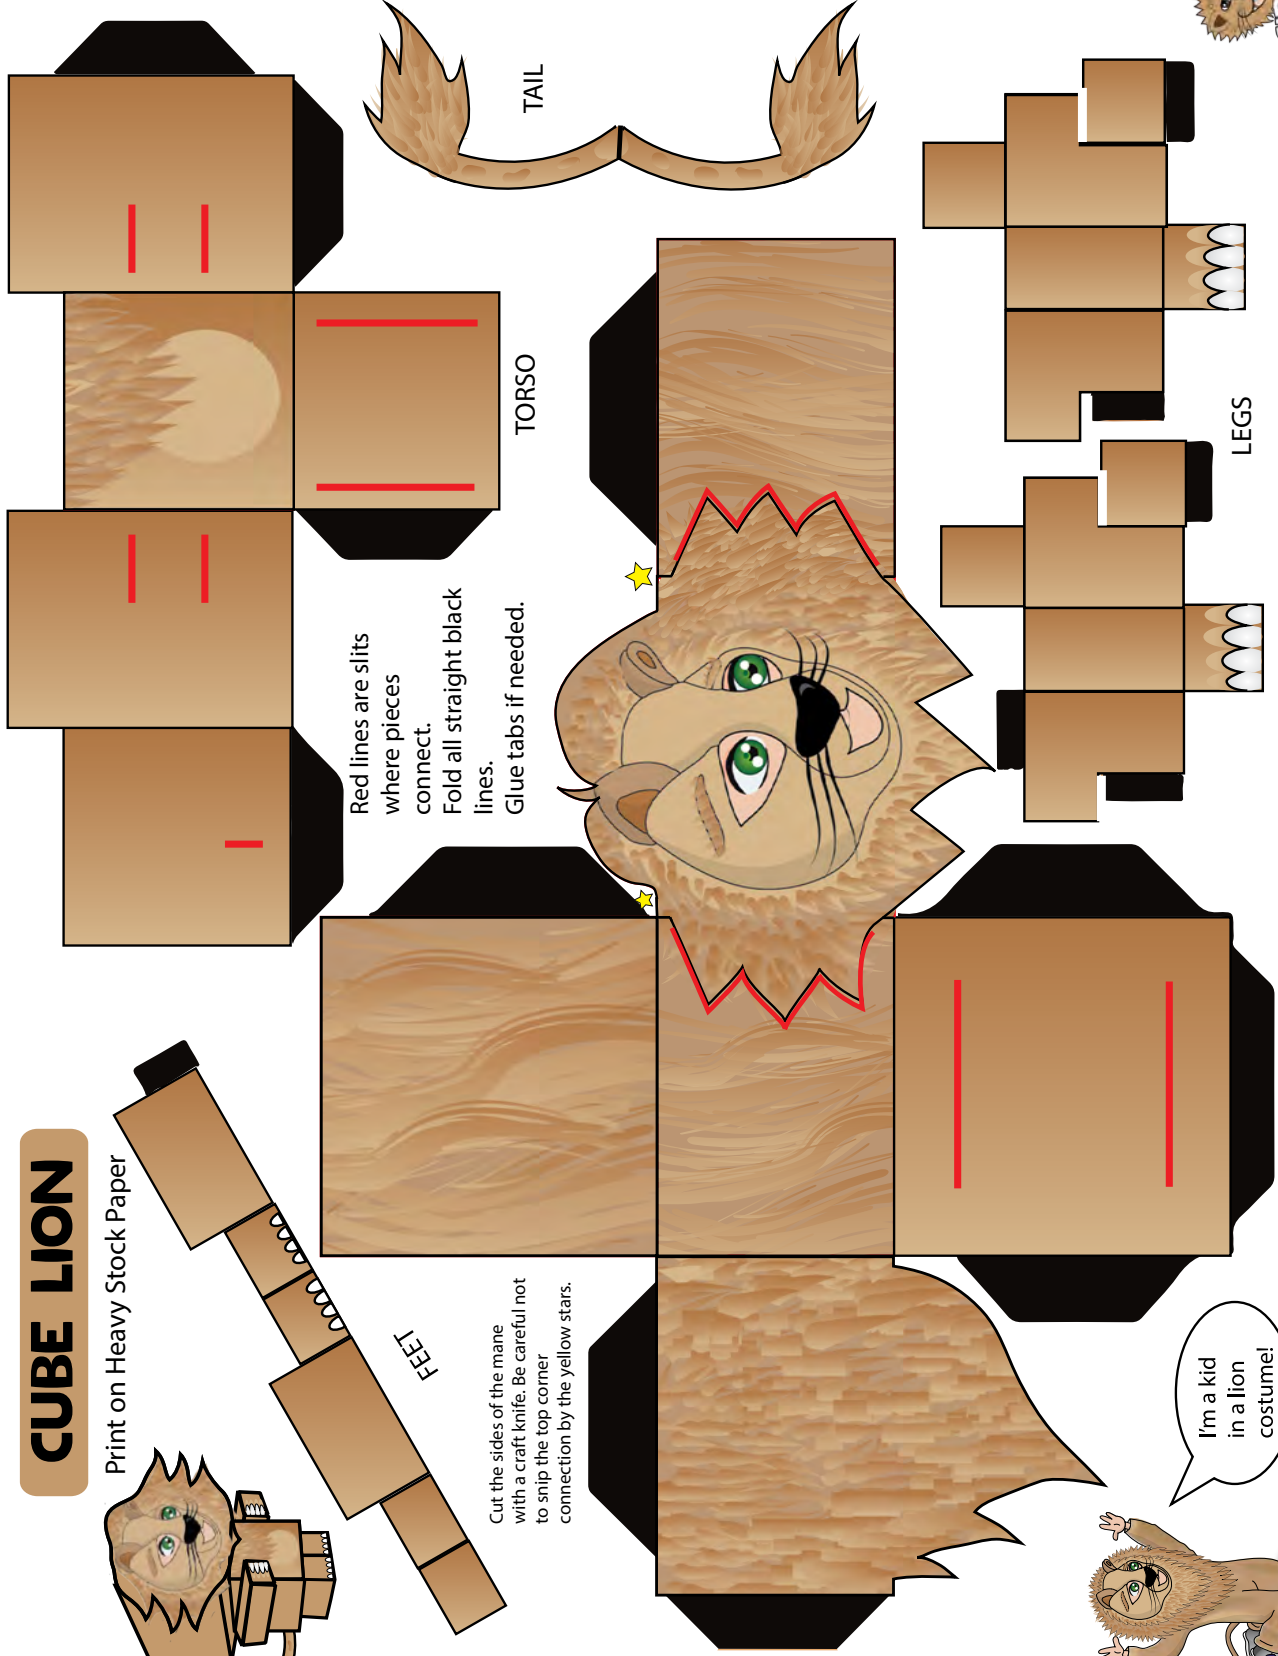 CUBE LION
Print on Heavy Stock Paper
TAIL
TORSO
Red lines are slits
where pieces
connect.
Fold all straight black
lines.
Glue tabs if needed.
FEET
Cut the sides of the mane
with a craft knife. Be careful not
to snip the top corner
connection by the yellow stars.
LEGS
I'm a kid
in a lion
costume!